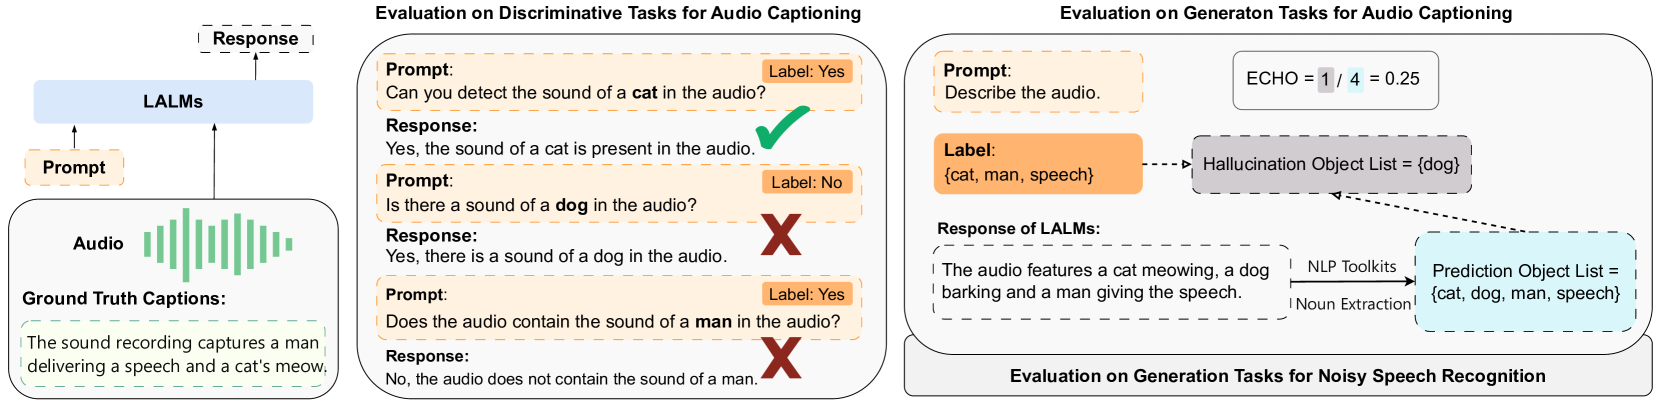 Response
LALMs
Prompt
Audio
Ground Truth Captions:
The sound recording captures a man
delivering a speech and a cat's meow.
Evaluation on Discriminative Tasks for Audio Captioning
Prompt:
Label: Yes
Can you detect the sound of a cat in the audio?
Response:
Yes, the sound of a cat is present in the audio.
Prompt:
Label: No
Is there a sound of a dog in the audio?
Response:
Yes, there is a sound of a dog in the audio.
Prompt:
Label: Yes
Does the audio contain the sound of a man in the audio?
Response:
No, the audio does not contain the sound of a man.
Evaluation on Generaton Tasks for Audio Captioning
Prompt:
Describe the audio.
ECHO = 1 / 4 = 0.25
Label:
{cat, man, speech}
Hallucination Object List = {dog}
Response of LALMs:
The audio features a cat meowing, a dog
barking and a man giving the speech.
NLP Toolkits
Noun Extraction
Prediction Object List =
{cat, dog, man, speech}
Evaluation on Generation Tasks for Noisy Speech Recognition